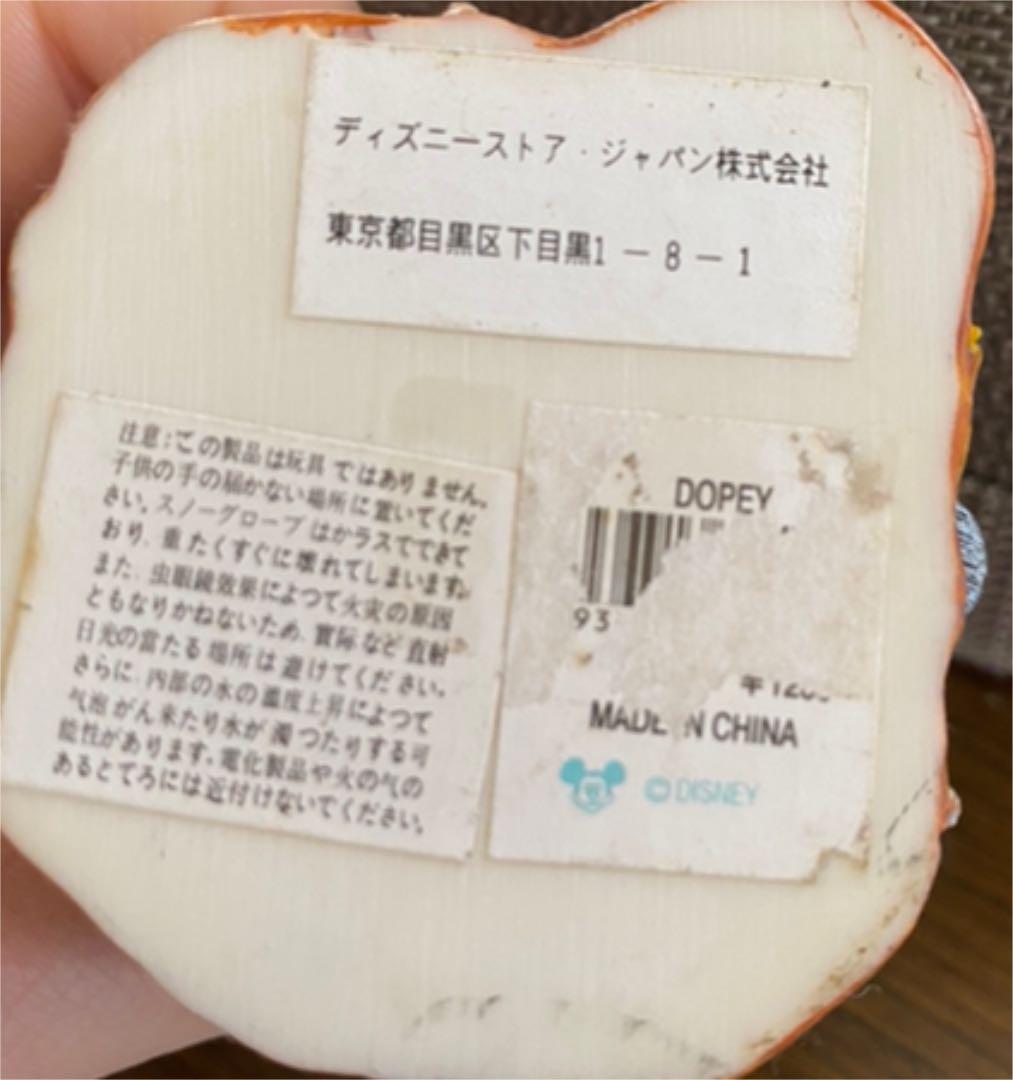 ディズニーストア・ジャパン株式会社
東京都目黒区下目黒1－8－1
注意:この製品は玩具ではありません。
子供の手の届かない場所に置いてくだ
さい。スノーグローブはガラスでできて
おり、重たくすぐに壊れてしまいます。
また、虫眼鏡効果によって火災の原因
ともなりかねないため、實際など直射
日光の當たる場所は避けてください。
さらに、内部の水の温度上昇によつて
气泡がん来たり水が濁つたりする可
能性があります。電化製品や火の气の
あるところには近付けないでください。
DOPEY
93
MADE IN CHINA
© DISNEY